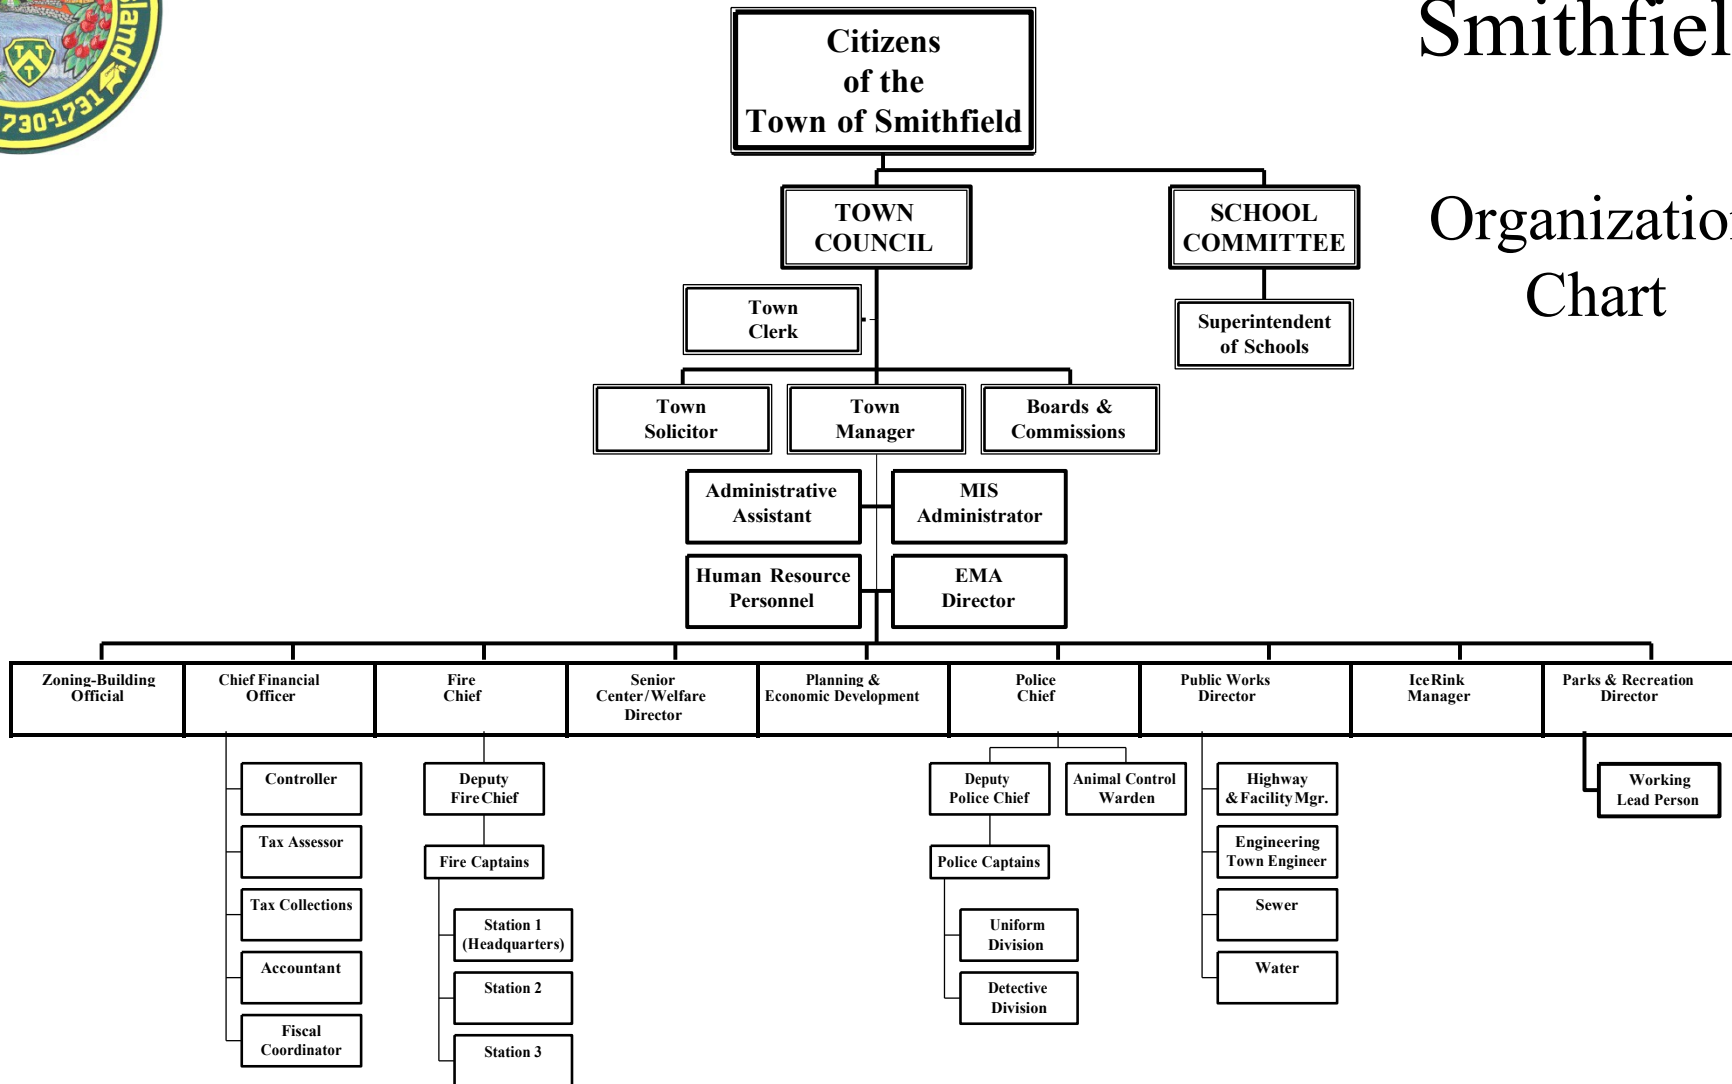 land
730-1731
Smithfiel
Organization
Chart
Citizens
of the
Town of Smithfield
TOWN
COUNCIL
SCHOOL
COMMITTEE
Town
Clerk
Superintendent
of Schools
Town
Solicitor
Town
Manager
Boards &
Commissions
Administrative
Assistant
MIS
Administrator
Human Resource
Personnel
EMA
Director
Zoning-Building
Official
Chief Financial
Officer
Fire
Chief
Senior
Center/Welfare
Director
Planning &
Economic Development
Police
Chief
Public Works
Director
IceRink
Manager
Parks & Recreation
Director
Controller
Tax Assessor
Tax Collections
Accountant
Fiscal
Coordinator
Deputy
Fire Chief
Fire Captains
Station 1
(Headquarters)
Station 2
Station 3
Deputy
Police Chief
Animal Control
Warden
Police Captains
Uniform
Division
Detective
Division
Highway
& Facility Mgr.
Engineering
Town Engineer
Sewer
Water
Working
Lead Person